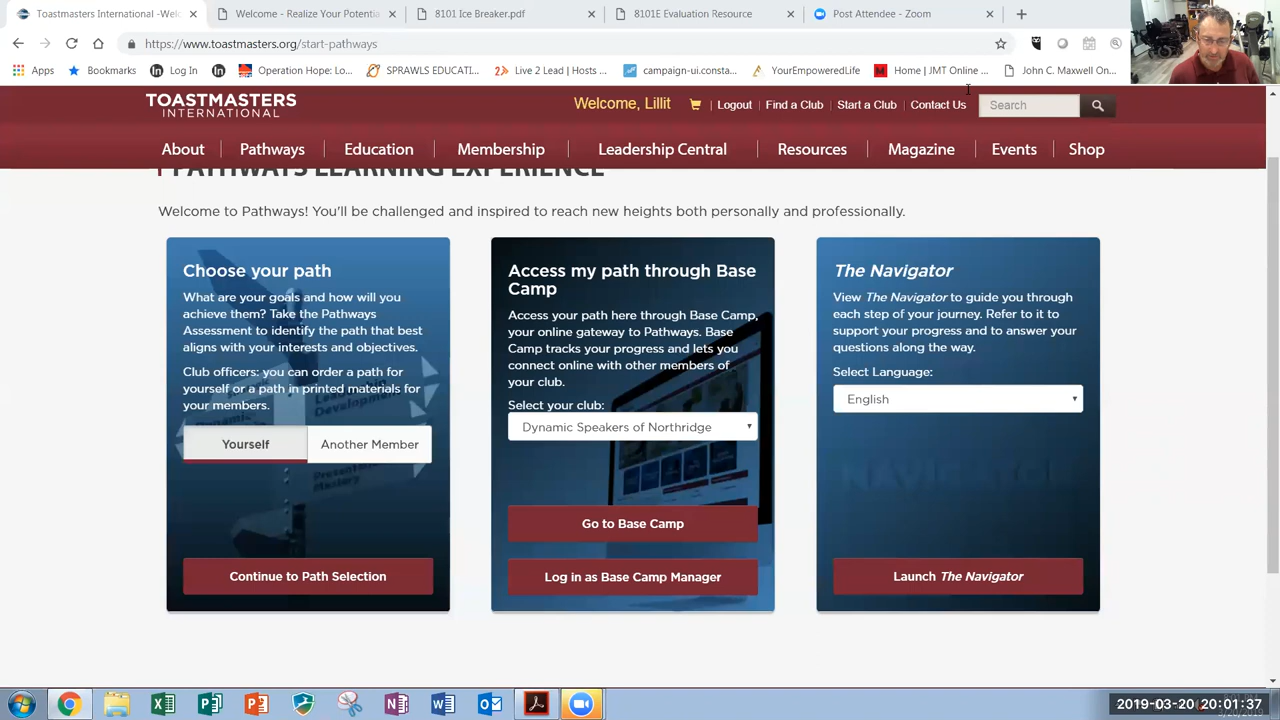 Toastmasters International -Wel
Welcome - Realize Your Potentia
8101 Ice Breaker.pdf
8101E Evaluation Resource
Post Attendee - Zoom
https://www.toastmasters.org/start-pathways
Apps
Bookmarks
Log In
Operation Hope: Lo...
SPRAWLS EDUCATI...
Live 2 Lead | Hosts ...
campaign-ui.consta...
YourEmpoweredLife
Home | JMT Online ...
John C. Maxwell On...
TOASTMASTERS
INTERNATIONAL
Welcome, Lillit
Logout
Find a Club
Start a Club
Contact Us
Search
About
Pathways
Education
Membership
Leadership Central
Resources
Magazine
Events
Shop
PATHWAYS LEARNING EXPERIENCE
Welcome to Pathways! You'll be challenged and inspired to reach new heights both personally and professionally.
Choose your path
What are your goals and how will you
achieve them? Take the Pathways
Assessment to identify the path that best
aligns with your interests and objectives.
Club officers: you can order a path for
yourself or a path in printed materials for
your members.
Yourself
Another Member
Continue to Path Selection
Access my path through Base
Camp
Access your path here through Base Camp,
your online gateway to Pathways. Base
Camp tracks your progress and lets you
connect online with other members of
your club.
Select your club:
Dynamic Speakers of Northridge
Go to Base Camp
Log in as Base Camp Manager
The Navigator
View The Navigator to guide you through
each step of your journey. Refer to it to
support your progress and to answer your
questions along the way.
Select Language:
English
Launch The Navigator
2019-03-20 20:01:37